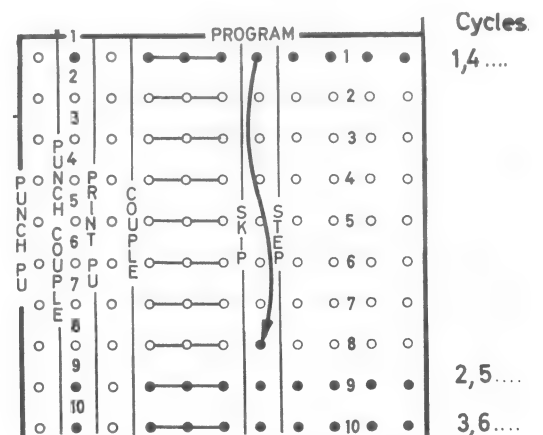 PROGRAM
Cycles
1 1 1,4 ....
2
2
3
3
4
4
5
5
6
6
7
7
8
8
9
9 2,5....
10
10 3,6....
PUNCH PU
PUNCH COUPLE
PRINT PU
COUPLE
SKIP
STEP